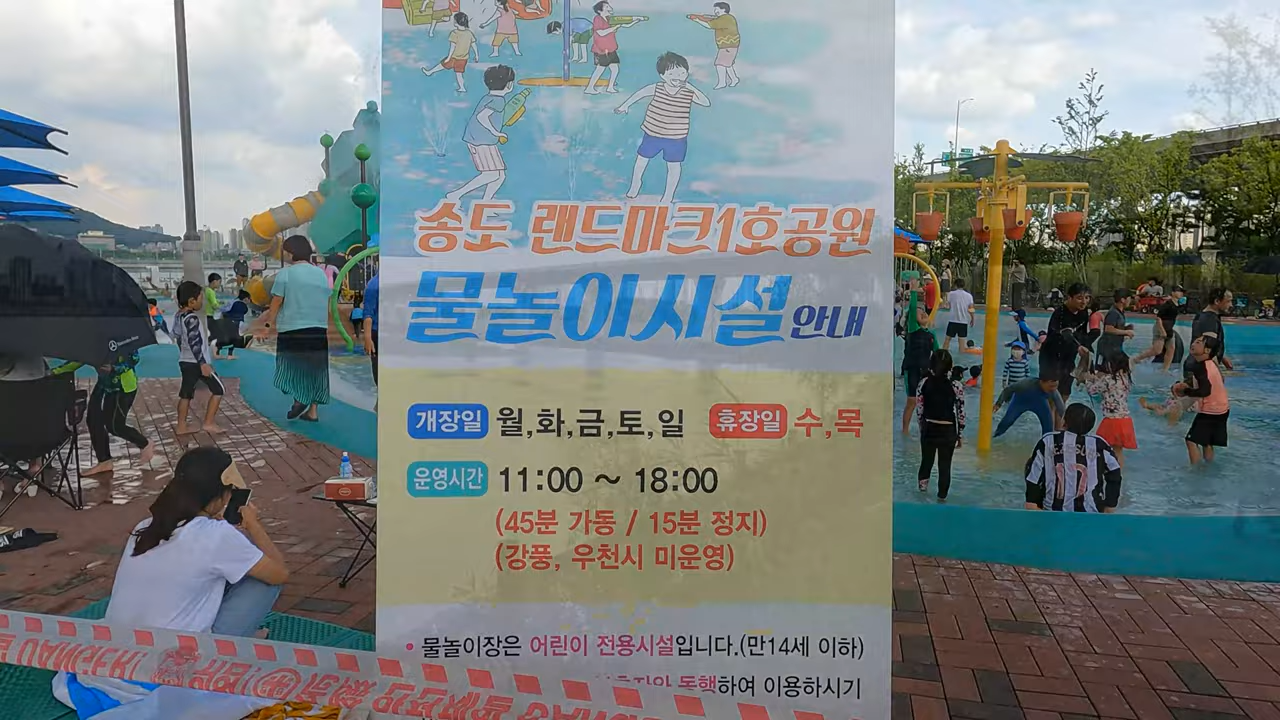 송도 랜드마크1호공원
물놀이시설 안내
개장일 월,화,금,토,일 휴장일 수,목
운영시간 11:00 ~ 18:00
(45분 가동 / 15분 정지)
(강풍, 우천시 미운영)
• 물놀이장은 어린이 전용시설입니다.(만14세 이하)
동행하여 이용하시기
Mercedes-Benz
17